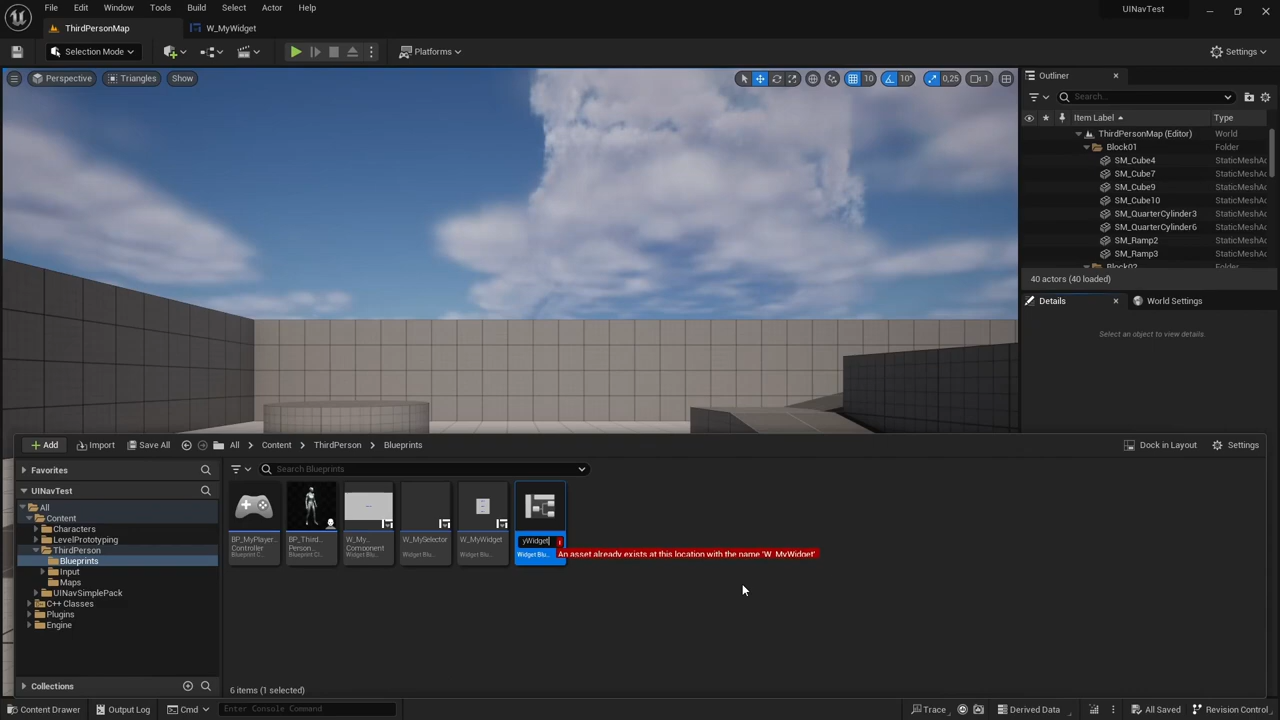 File Edit Window Tools Build Select Actor Help
UINavTest
ThirdPersonMap
W_MyWidget
Selection Mode
Platforms
Settings
Perspective Triangles Show
10 10° 0,25 1
Outliner
Search...
Item Label Type
ThirdPersonMap (Editor) World
Block01 Folder
SM_Cube4 StaticMeshAc
SM_Cube7 StaticMeshAc
SM_Cube9 StaticMeshAc
SM_Cube10 StaticMeshAc
SM_QuarterCylinder3 StaticMeshAc
SM_QuarterCylinder6 StaticMeshAc
SM_Ramp2 StaticMeshAc
SM_Ramp3 StaticMeshAc
Block02 Folder
40 actors (40 loaded)
Details
World Settings
Select an object to view details
Add Import Save All All Content ThirdPerson Blueprints
Dock in Layout Settings
Favorites
Search Blueprints
UINavTest
All
Content
Characters
LevelPrototyping
ThirdPerson
Blueprints
Input
Maps
UINavSimplePack
C++ Classes
Plugins
Engine
Collections
BP_MyPlayer
Controller
Blueprint C...
BP_Third
Person...
Blueprint Cl...
W_My
Component
Widget Blu...
W_MySelector
Widget Blu...
W_MyWidget
Widget Blu...
yWidget
Widget Blu...
An asset already exists at this location with the name 'W_MyWidget'.
6 items (1 selected)
Content Drawer Output Log Cmd Enter Console Command
Trace Derived Data All Saved Revision Control